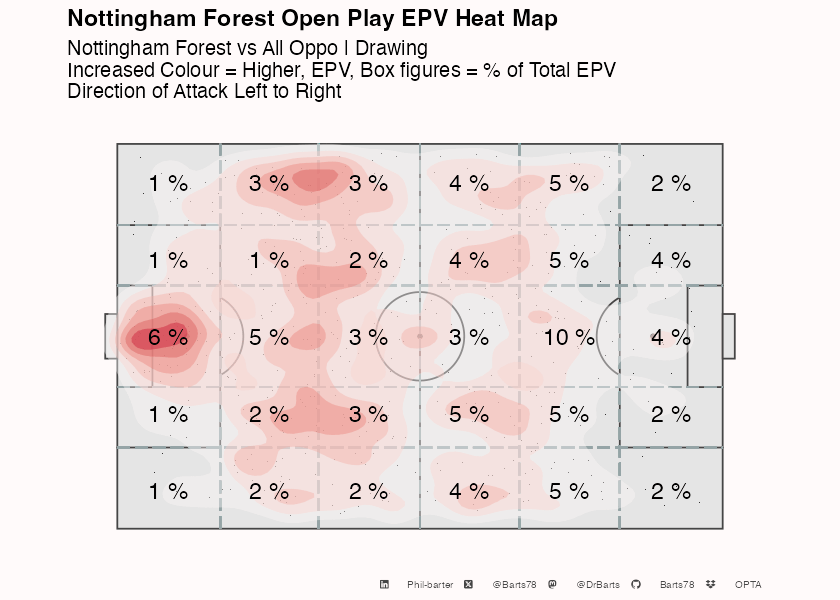 Nottingham Forest Open Play EPV Heat Map
Nottingham Forest vs All Oppo | Drawing
Increased Colour = Higher, EPV, Box figures = % of Total EPV
Direction of Attack Left to Right
1 % 3 % 3 % 4 % 5 % 2 %
1 % 1 % 2 % 4 % 5 % 4 %
6 % 5 % 3 % 3 % 10 % 4 %
1 % 2 % 3 % 5 % 5 % 2 %
1 % 2 % 2 % 4 % 5 % 2 %
Phil-barter @Barts78 @DrBarts Barts78 OPTA